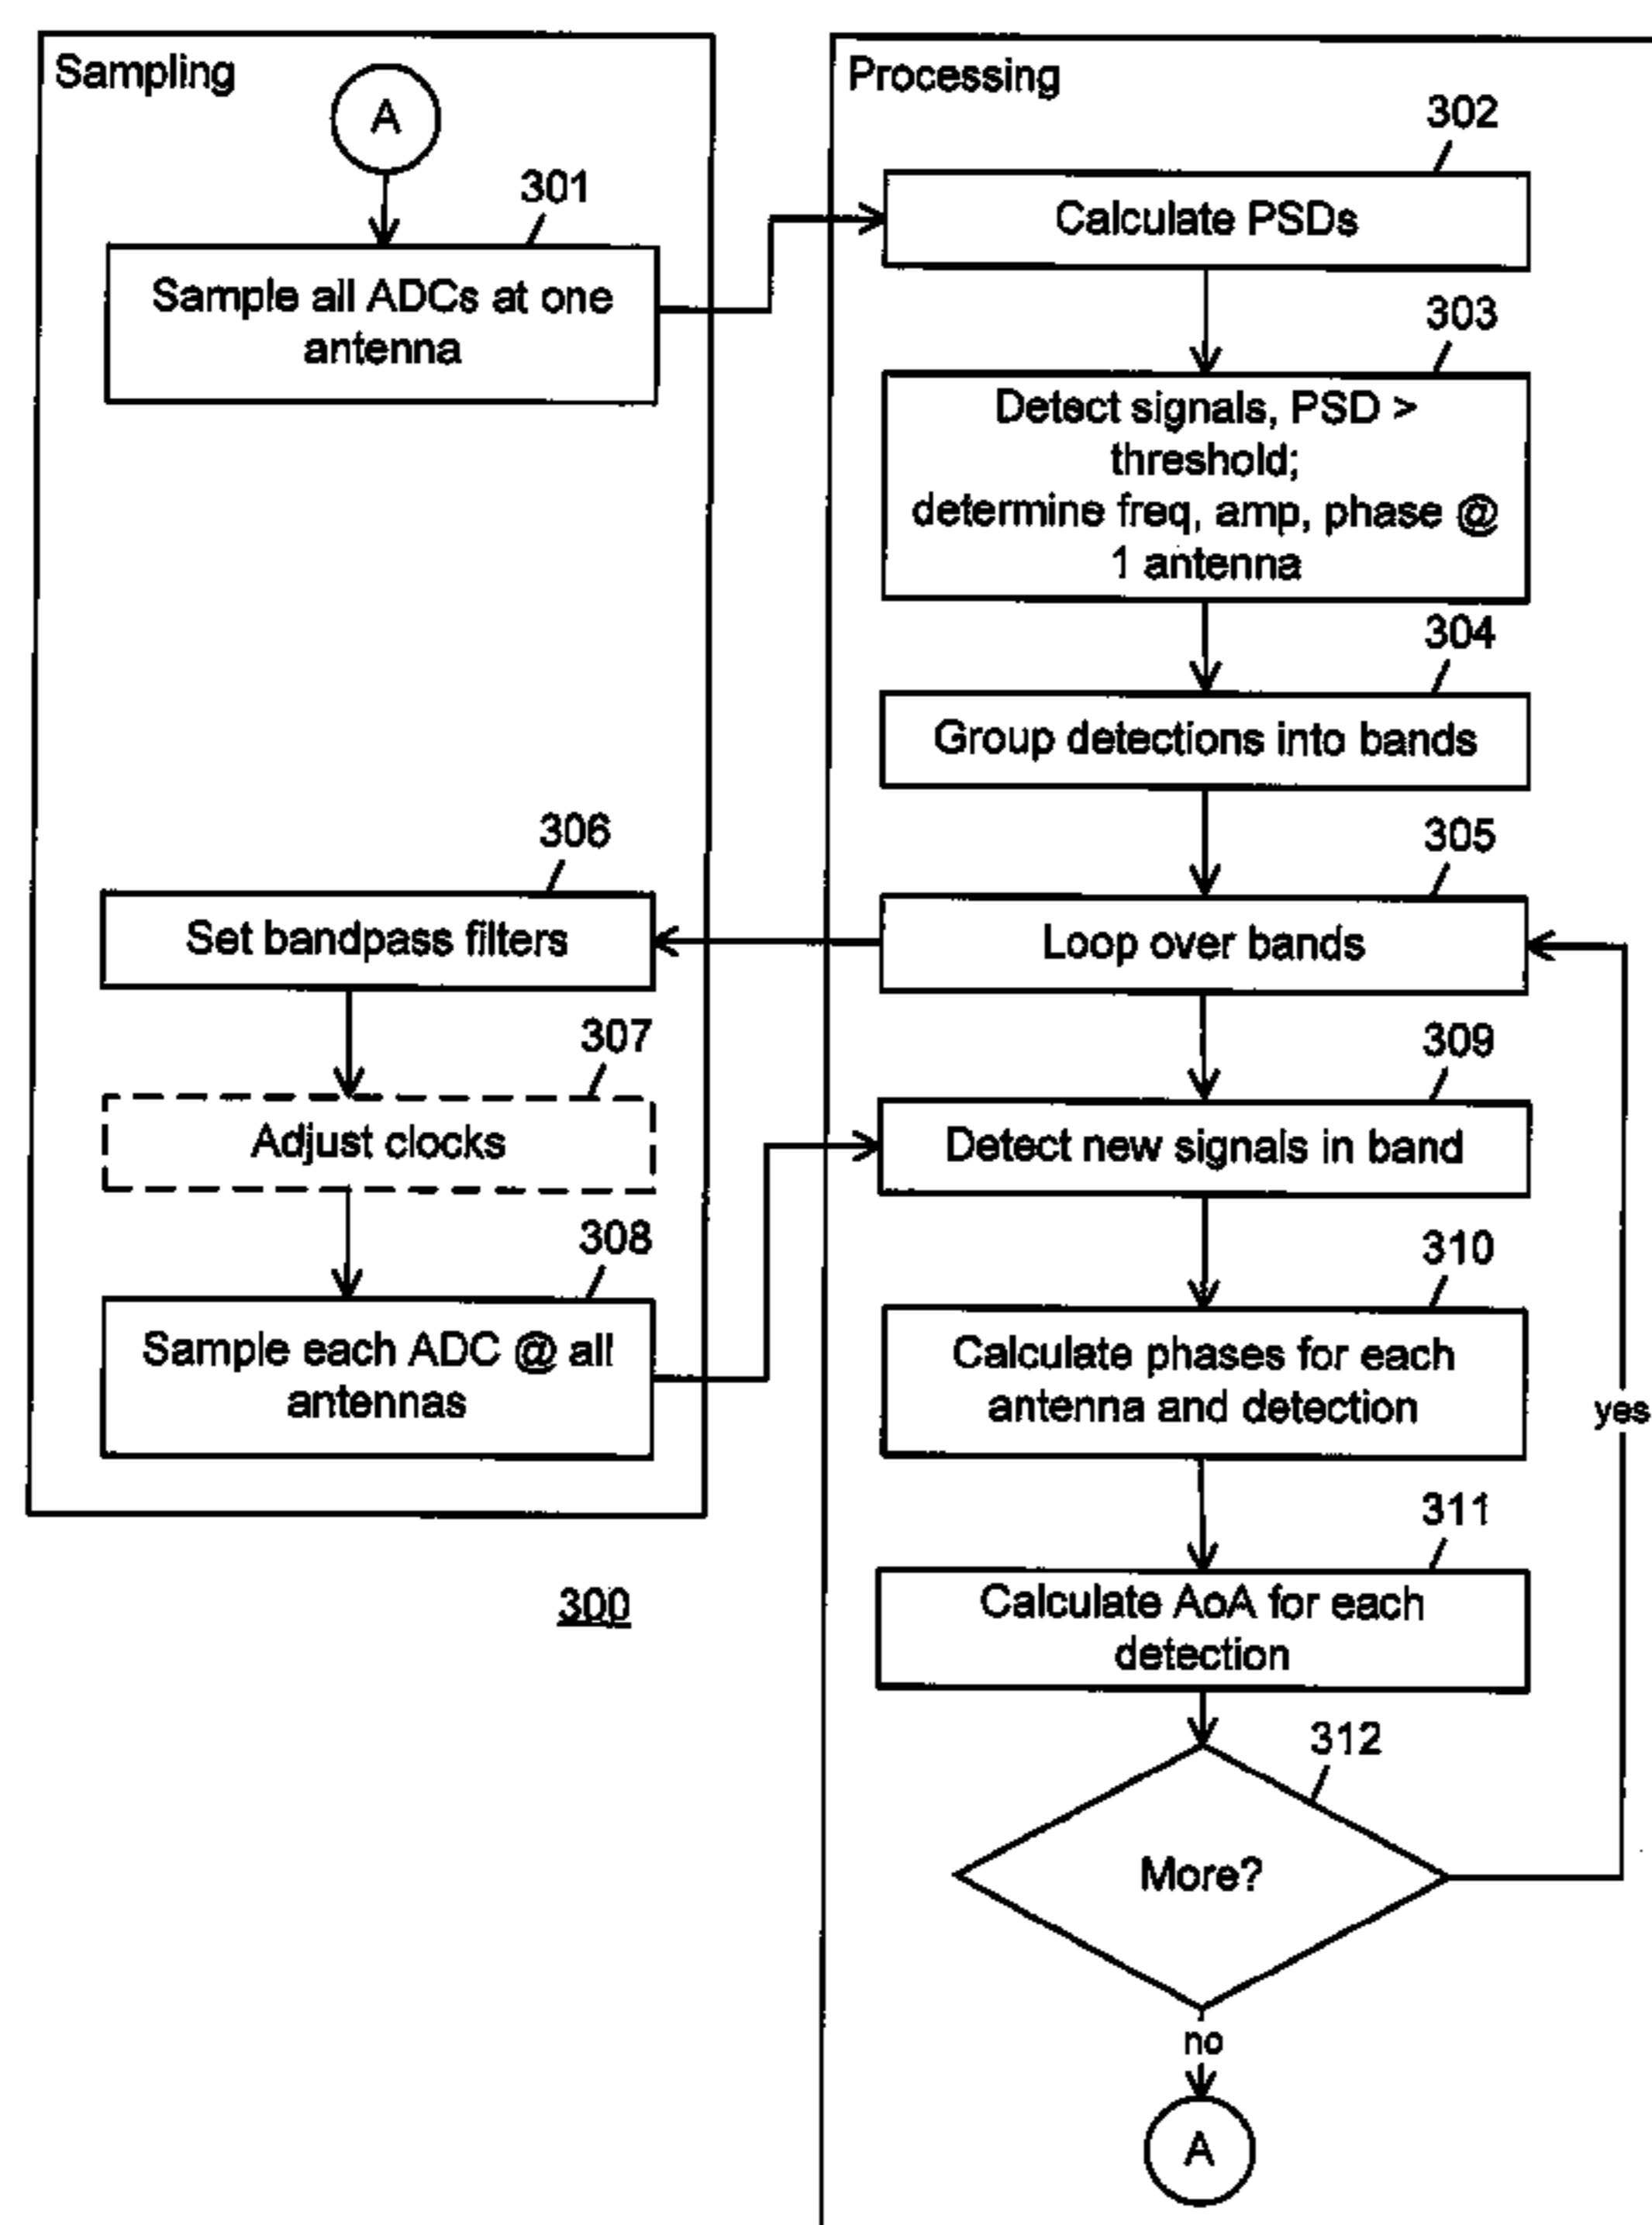 Sampling
A
301
Sample all ADCs at one
antenna
306
Set bandpass filters
307
Adjust clocks
308
Sample each ADC @ all
antennas
300
Processing
302
Calculate PSDs
303
Detect signals, PSD >
threshold;
determine freq, amp, phase @
1 antenna
304
Group detections into bands
305
Loop over bands
309
Detect new signals in band
310
Calculate phases for each
antenna and detection
yes
311
Calculate AoA for each
detection
312
More?
no
A